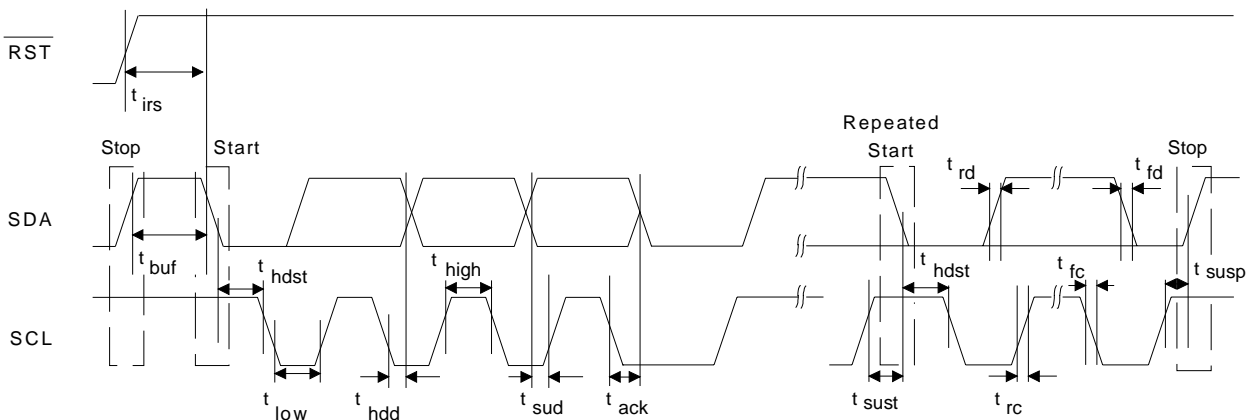 RST
t irs
Repeated
Stop Start Start Stop
t rd t fd
SDA
t buf t hdst t high t hdst t fc t susp
SCL
t low t hdd t sud t ack t sust t rc